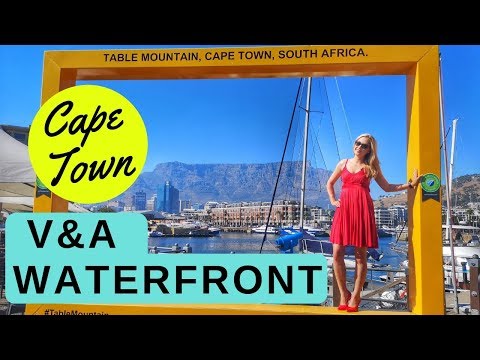 TABLE MOUNTAIN, CAPE TOWN, SOUTH AFRICA.
Cape
Town
V&A
WATERFRONT
#TableMountain